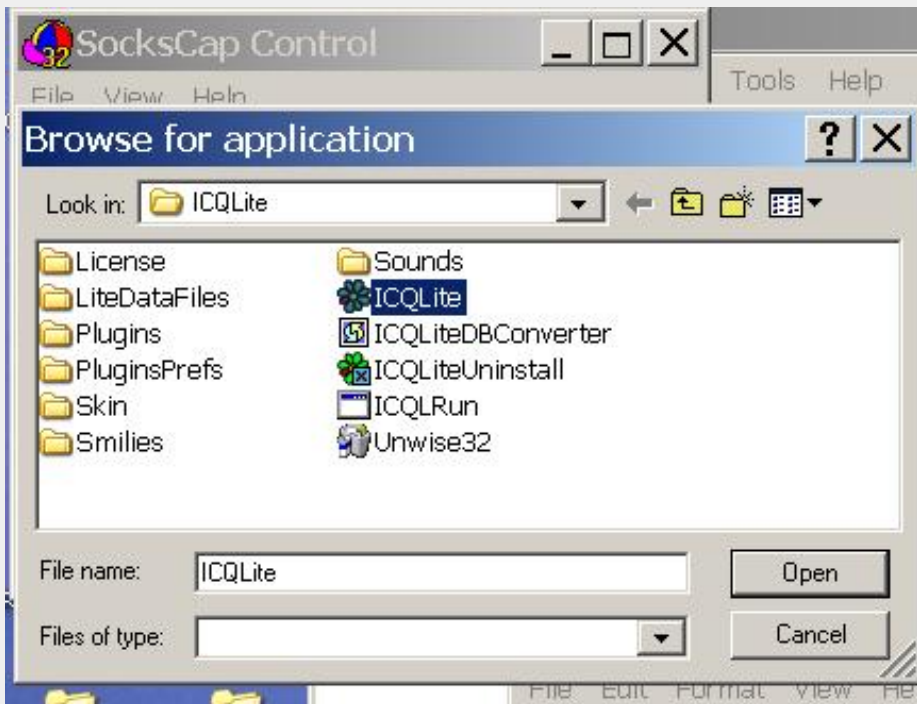 32
SocksCap Control
Tools Help
File View Help
Browse for application
Look in: ICQLite
License
LiteDataFiles
Plugins
PluginsPrefs
Skin
Smilies
Sounds
ICQLite
ICQLiteDBConverter
ICQLiteUninstall
ICQLRun
Unwise32
File name: ICQLite
Open
Files of type:
Cancel
File Edit Format View He